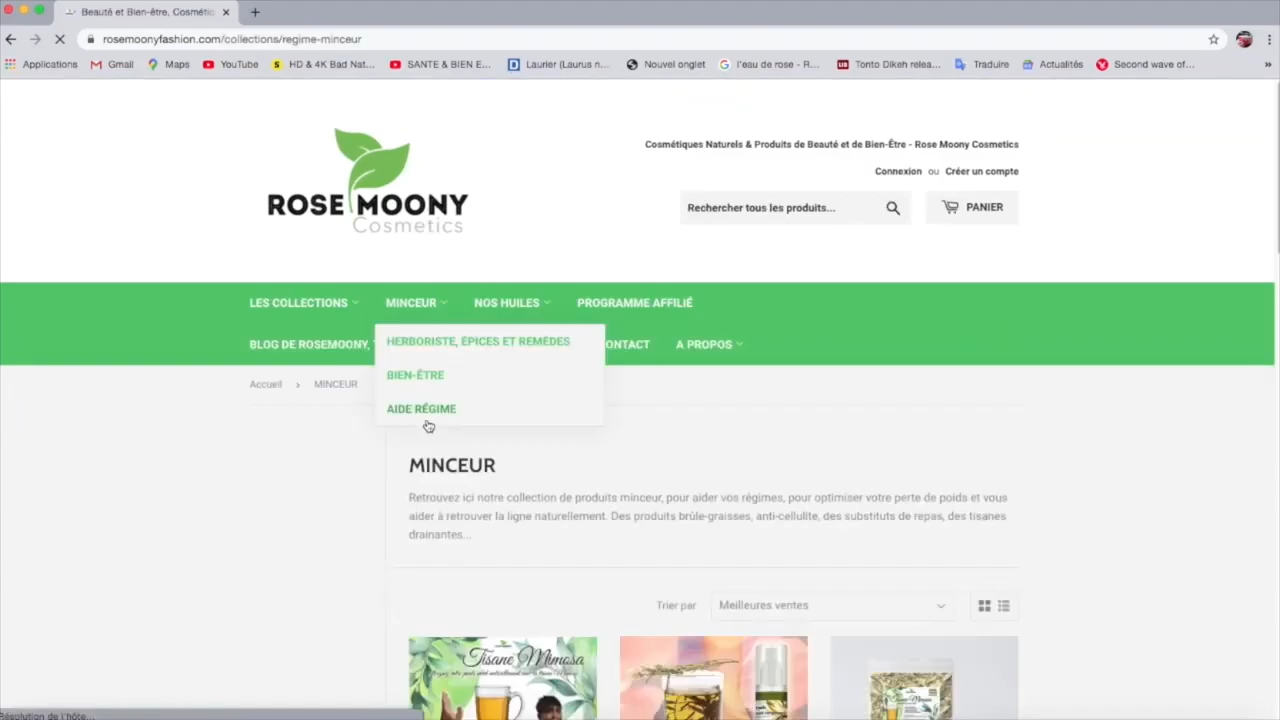 Beauté et Bien-être, Cosmétic
rosemoonyfashion.com/collections/regime-minceur
Applications Gmail Maps YouTube HD & 4K Bad Nat... SANTE & BIEN E... Laurier (Laurus n... Nouvel onglet l'eau de rose - R... Tonto Dikeh relea... Traduire Actualités Second wave of... »
Cosmétiques Naturels & Produits de Beauté et de Bien-Être - Rose Moony Cosmetics
Connexion ou Créer un compte
ROSE MOONY
Cosmetics
Rechercher tous les produits... PANIER
LES COLLECTIONS MINCEUR NOS HUILES PROGRAMME AFFILIÉ
BLOG DE ROSEMOONY, ONTACT A PROPOS
HERBORISTE, ÉPICES ET REMÈDES
BIEN-ÊTRE
AIDE RÉGIME
Accueil › MINCEUR
MINCEUR
Retrouvez ici notre collection de produits minceur, pour aider vos régimes, pour optimiser votre perte de poids et vous
aider à retrouver la ligne naturellement. Des produits brûle-graisses, anti-cellulite, des substituts de repas, des tisanes
drainantes...
Trier par Meilleures ventes
Tisane Mimosa
Résolution de l'hôte...